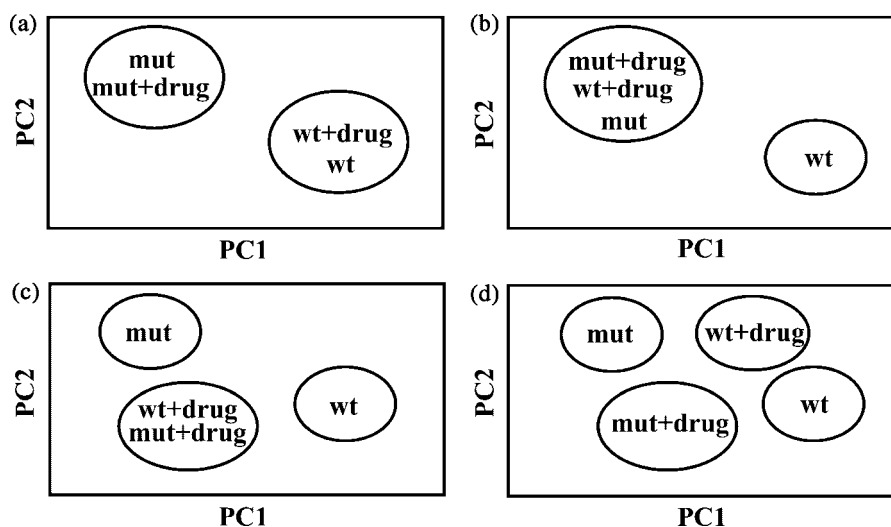 (a)
mut
mut+drug
wt+drug
wt
PC2
PC1
(b)
mut+drug
wt+drug
mut
wt
PC2
PC1
(c)
mut
wt+drug
mut+drug
wt
PC2
PC1
(d)
mut
wt+drug
mut+drug
wt
PC2
PC1